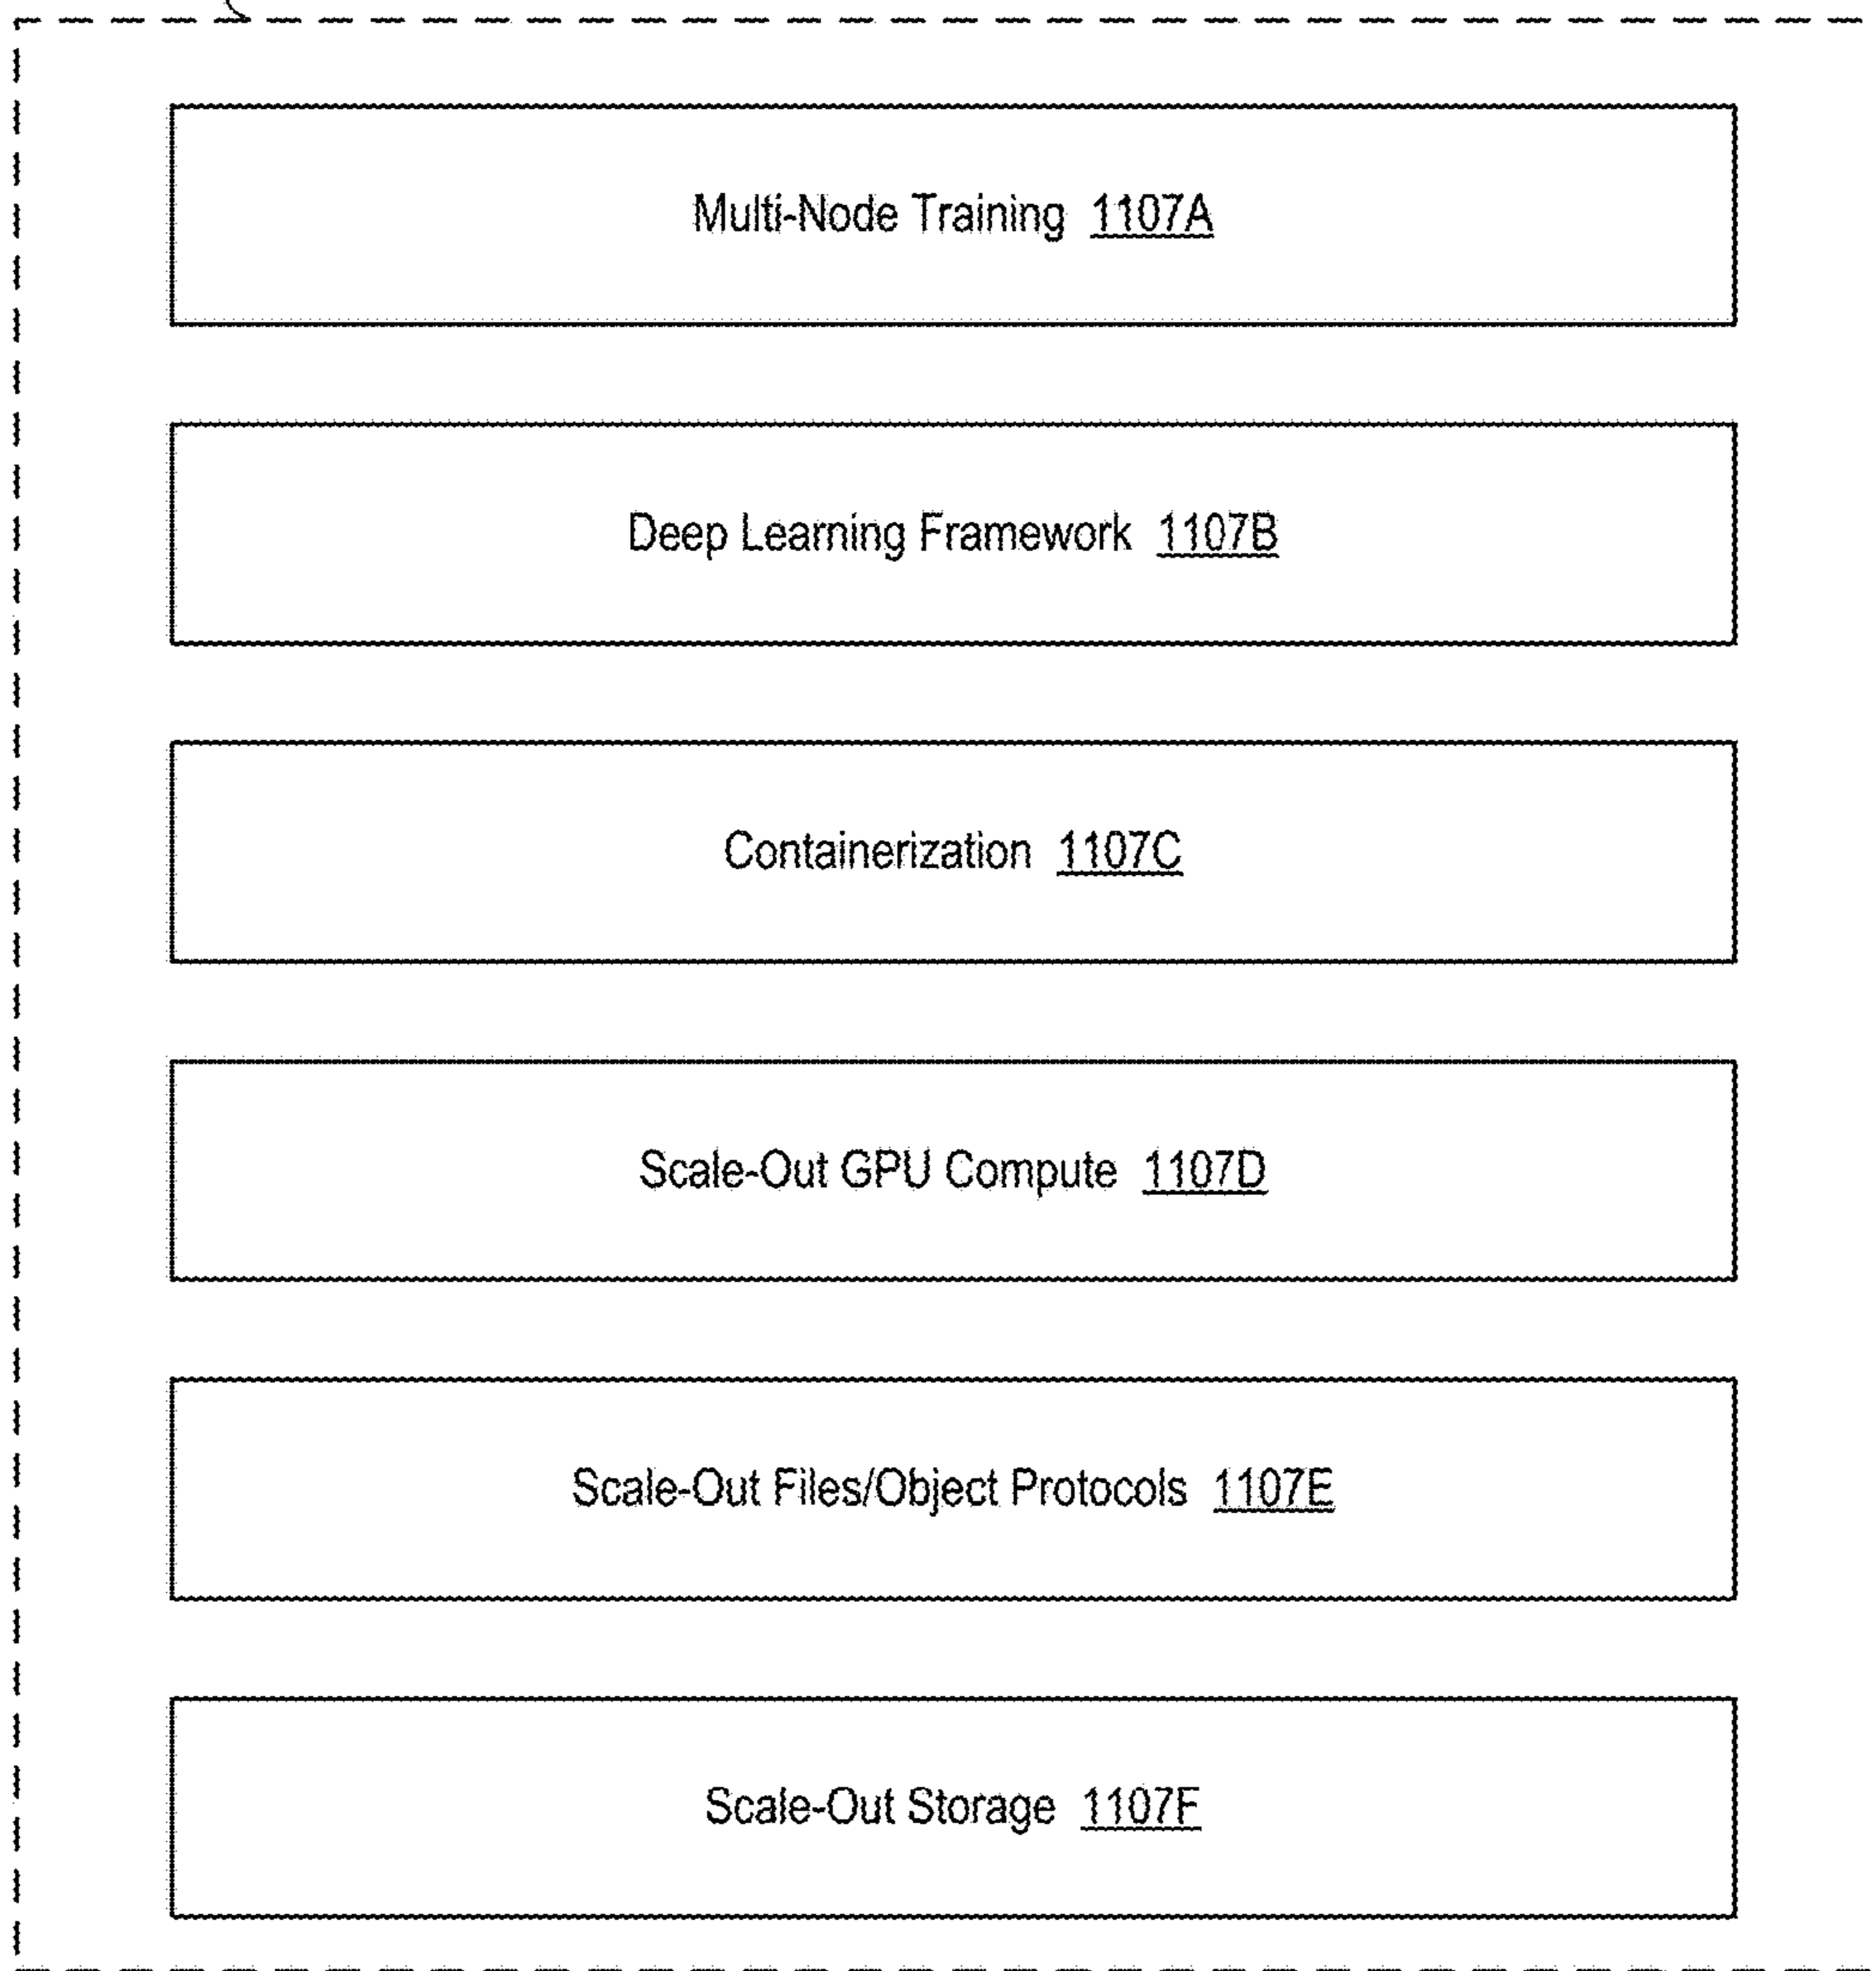 Multi-Node Training 1107A
Deep Learning Framework 1107B
Containerization 1107C
Scale-Out GPU Compute 1107D
Scale-Out Files/Object Protocols 1107E
Scale-Out Storage 1107F